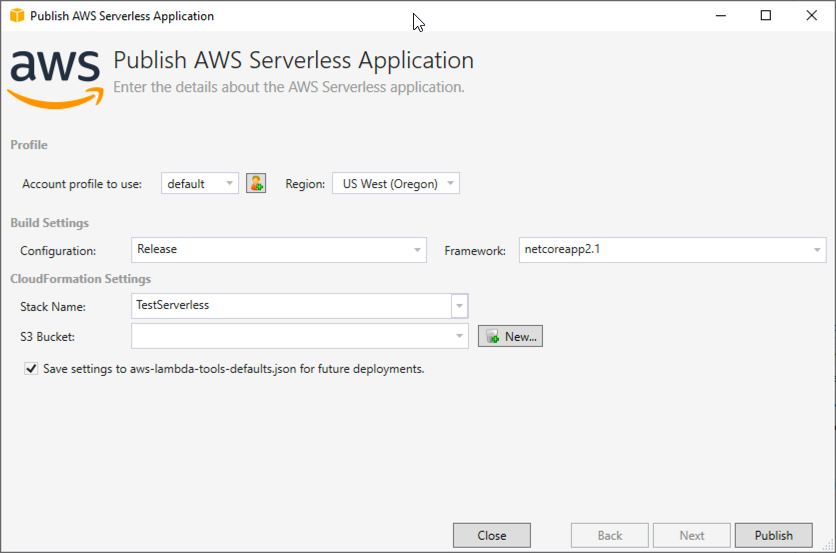 Publish AWS Serverless Application
aws
Publish AWS Serverless Application
Enter the details about the AWS Serverless application.
Profile
Account profile to use: default Region: US West (Oregon)
Build Settings
Configuration: Release Framework: netcoreapp2.1
CloudFormation Settings
Stack Name: TestServerless
S3 Bucket: New...
Save settings to aws-lambda-tools-defaults.json for future deployments.
Close Back Next Publish